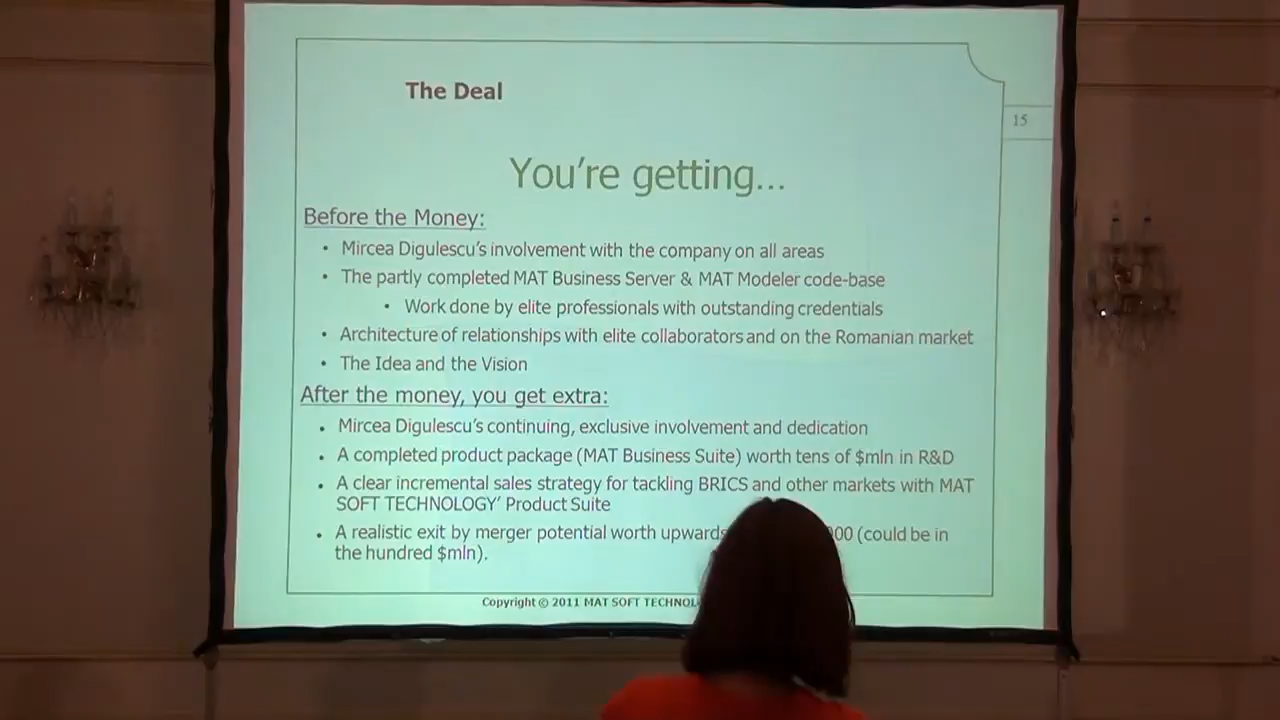 The Deal
15
You're getting...
Before the Money:
• Mircea Digulescu's involvement with the company on all areas
• The partly completed MAT Business Server & MAT Modeler code-base
• Work done by elite professionals with outstanding credentials
• Architecture of relationships with elite collaborators and on the Romanian market
• The Idea and the Vision
After the money, you get extra:
• Mircea Digulescu's continuing, exclusive involvement and dedication
• A completed product package (MAT Business Suite) worth tens of $mln in R&D
• A clear incremental sales strategy for tackling BRICS and other markets with MAT
SOFT TECHNOLOGY' Product Suite
• A realistic exit by merger potential worth upwards 00 (could be in
the hundred $mln).
Copyright © 2011 MAT SOFT